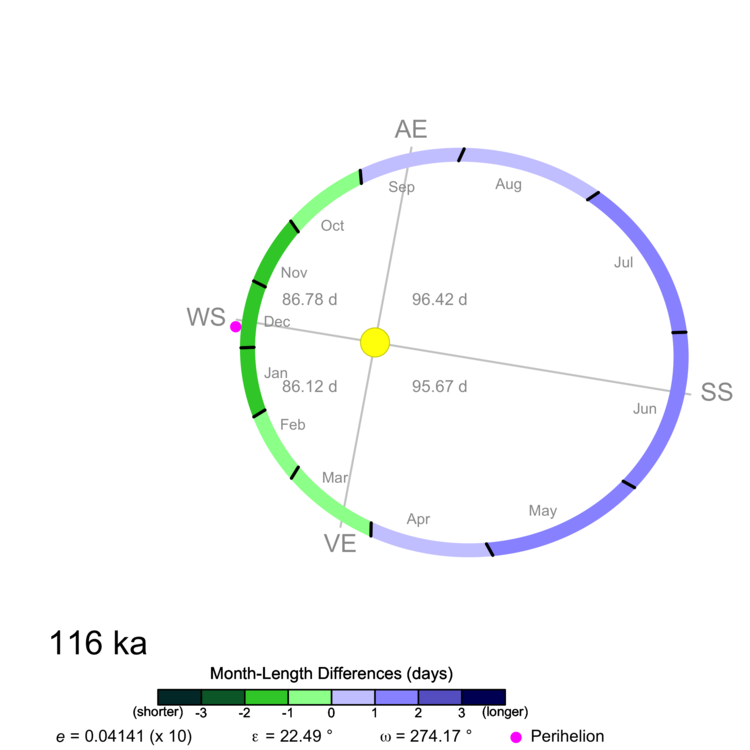 AE
Sep
Aug
Oct
Jul
Nov
86.78 d
96.42 d
WS
Dec
Jan
86.12 d
95.67 d
SS
Jun
Feb
Mar
May
Apr
VE
116 ka
Month-Length Differences (days)
(shorter) -3 -2 -1 0 1 2 3 (longer)
e = 0.04141 (x 10) ε = 22.49 ° ω = 274.17 ° Perihelion